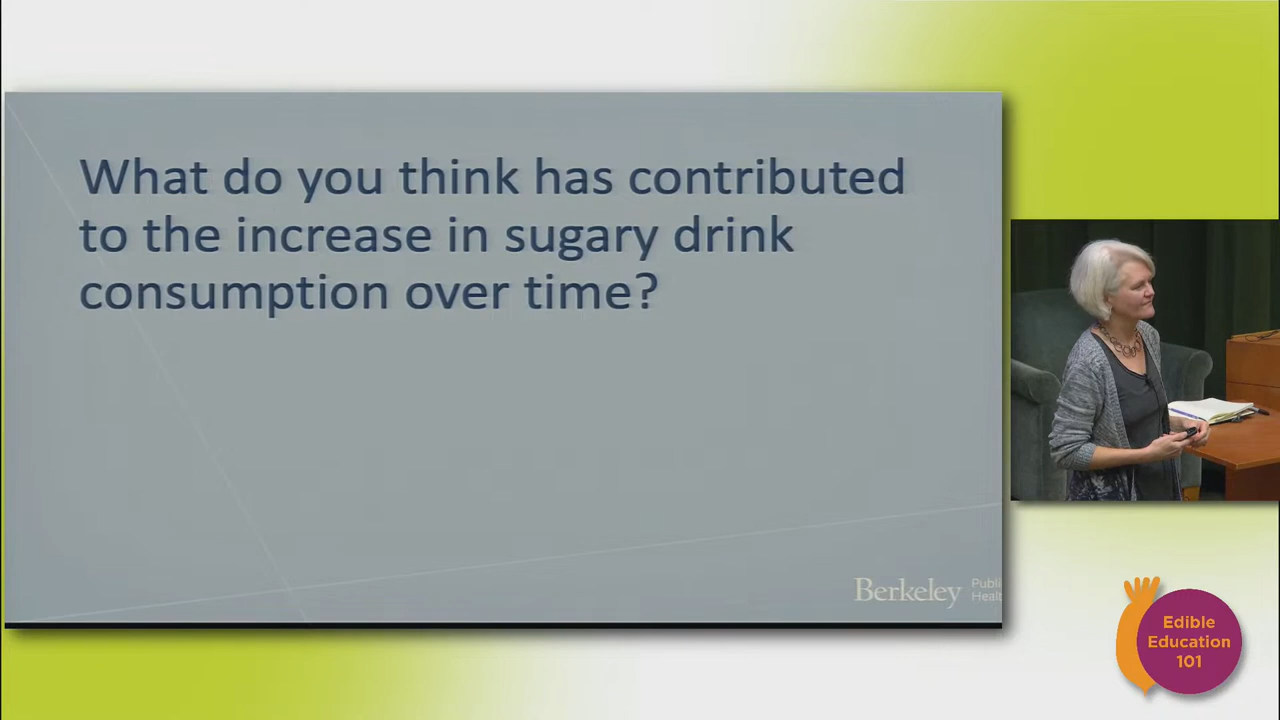 What do you think has contributed
to the increase in sugary drink
consumption over time?
Berkeley
Edible
Education
101